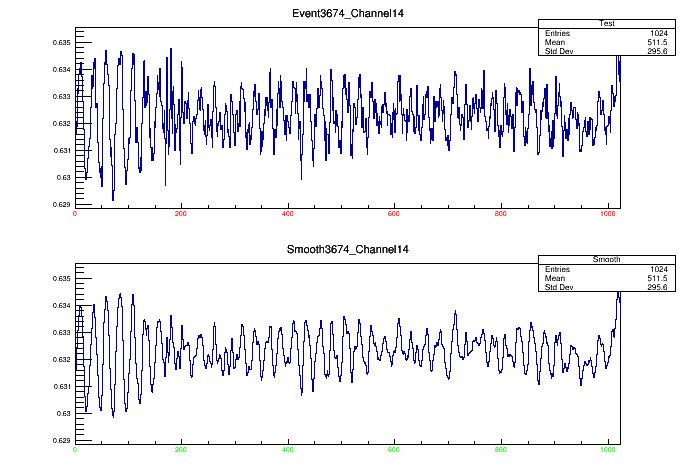 Event3674_Channel14
Test
Entries 1024
Mean 511.5
Std Dev 295.6
0.635
0.634
0.633
0.632
0.631
0.63
0.629
0 200 400 600 800 1000
Smooth3674_Channel14
Smooth
Entries 1024
Mean 511.5
Std Dev 295.6
0.635
0.634
0.633
0.632
0.631
0.63
0.629
0 200 400 600 800 1000